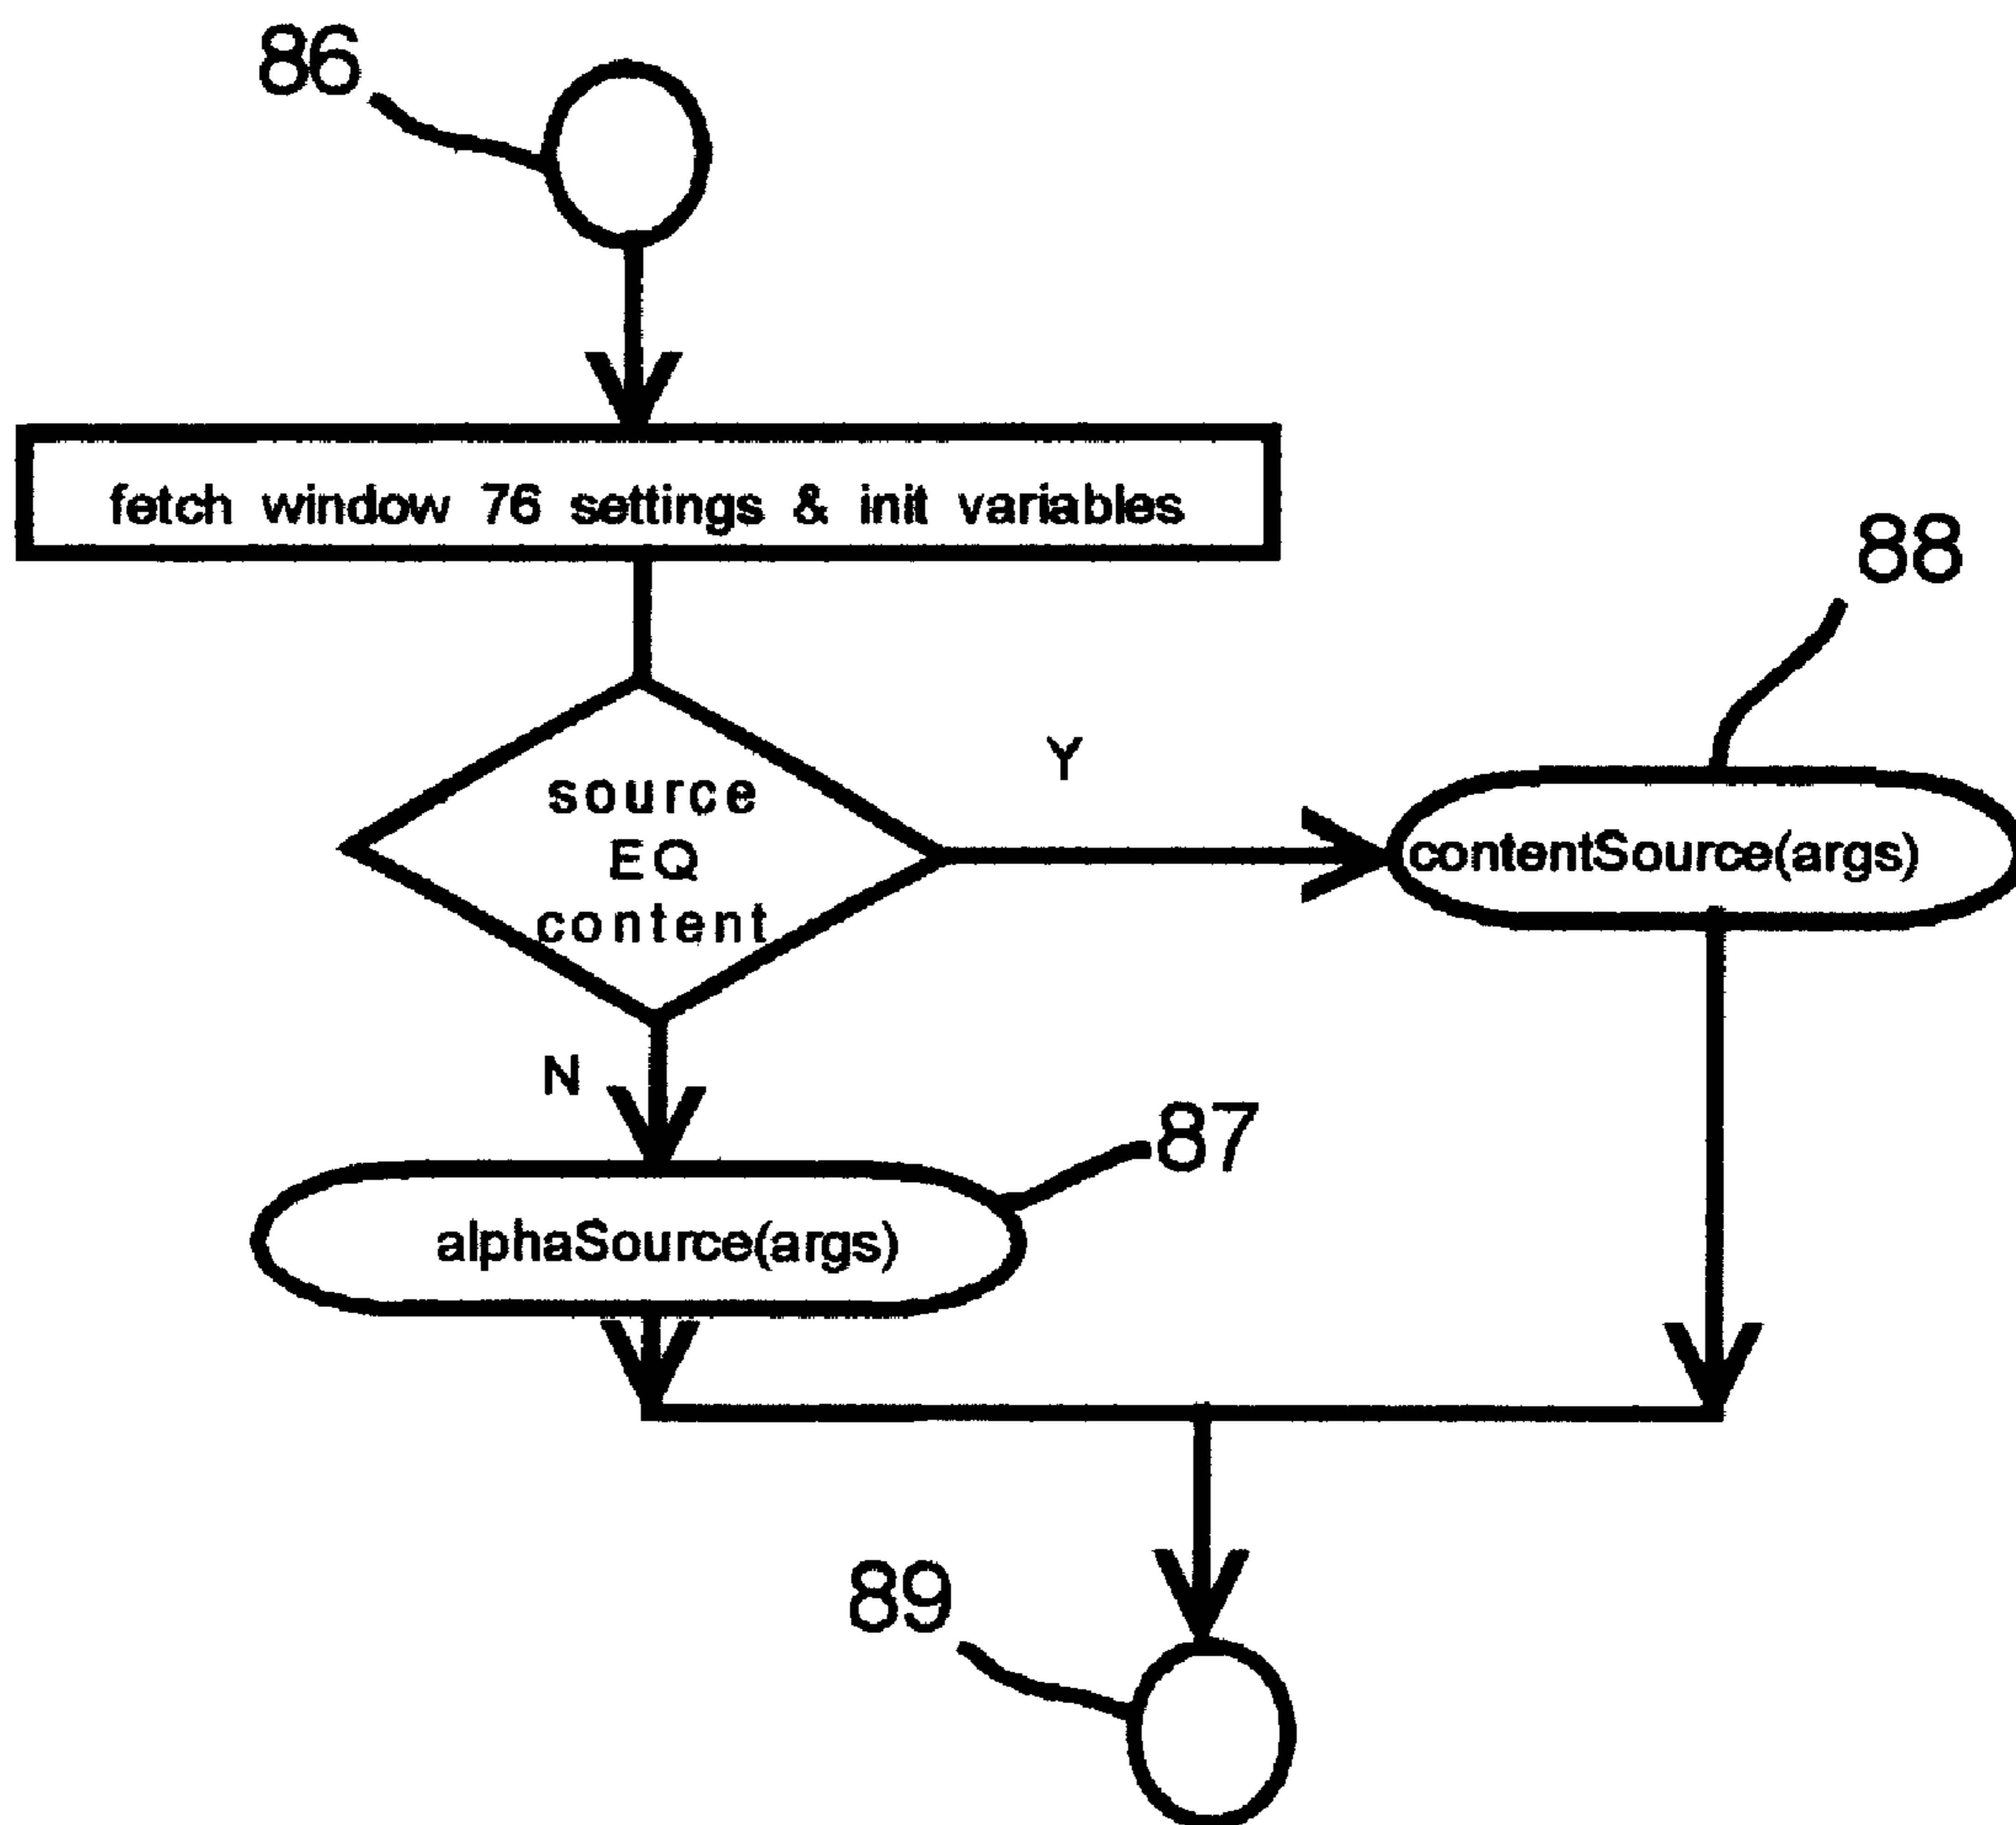 86
fetch window 76 settings & init variables
88
Y
source
EQ
content
contentSource(args)
N
87
alphaSource(args)
89